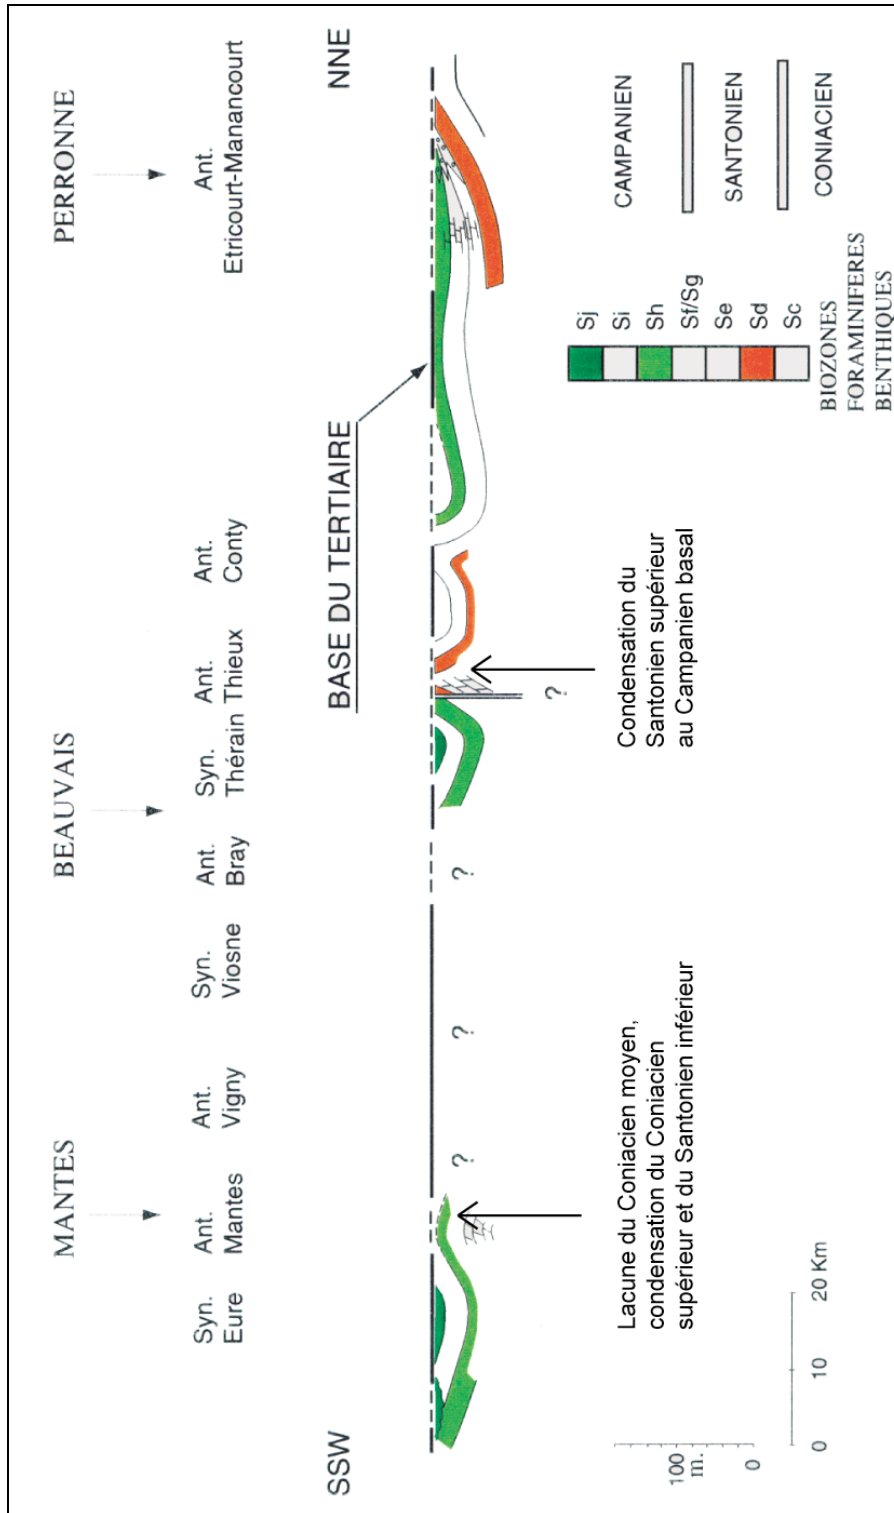 MANTES
BEAUVAIS
PERRONNE
Syn.
Eure
Ant.
Mantes
Ant.
Vigny
Syn.
Viosne
Ant.
Bray
Syn.
Thérain
Ant.
Thieux
Ant.
Conty
Ant.
Etricourt-Manancourt
SSW
BASE DU TERTIAIRE
NNE
?
?
?
?
Lacune du Coniacien moyen,
condensation du Coniacien
supérieur et du Santonien inférieur
Condensation du
Santonien supérieur
au Campanien basal
Sj
Si
Sh
Sf/Sg
Se
Sd
Sc
BIOZONES
FORAMINIFERES
BENTHIQUES
CAMPANIEN
SANTONIEN
CONIACIEN
100
m.
0
0
10
20 Km